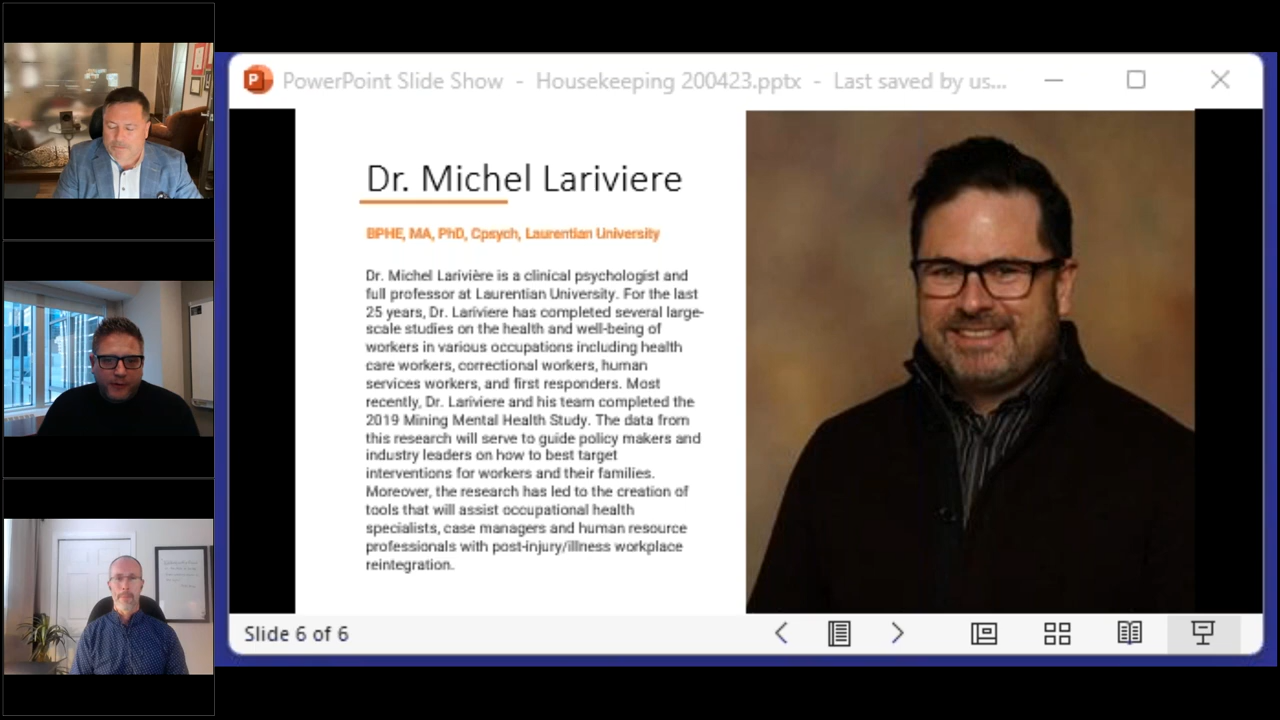 PowerPoint Slide Show - Housekeeping 200423.pptx - Last saved by us...
Dr. Michel Lariviere
BPHE, MA, PhD, Cpsych, Laurentian University
Dr. Michel Larivière is a clinical psychologist and
full professor at Laurentian University. For the last
25 years, Dr. Lariviere has completed several large-
scale studies on the health and well-being of
workers in various occupations including health
care workers, correctional workers, human
services workers, and first responders. Most
recently, Dr. Lariviere and his team completed the
2019 Mining Mental Health Study. The data from
this research will serve to guide policy makers and
industry leaders on how to best target
interventions for workers and their families.
Moreover, the research has led to the creation of
tools that will assist occupational health
specialists, case managers and human resource
professionals with post-injury/illness workplace
reintegration.
Slide 6 of 6